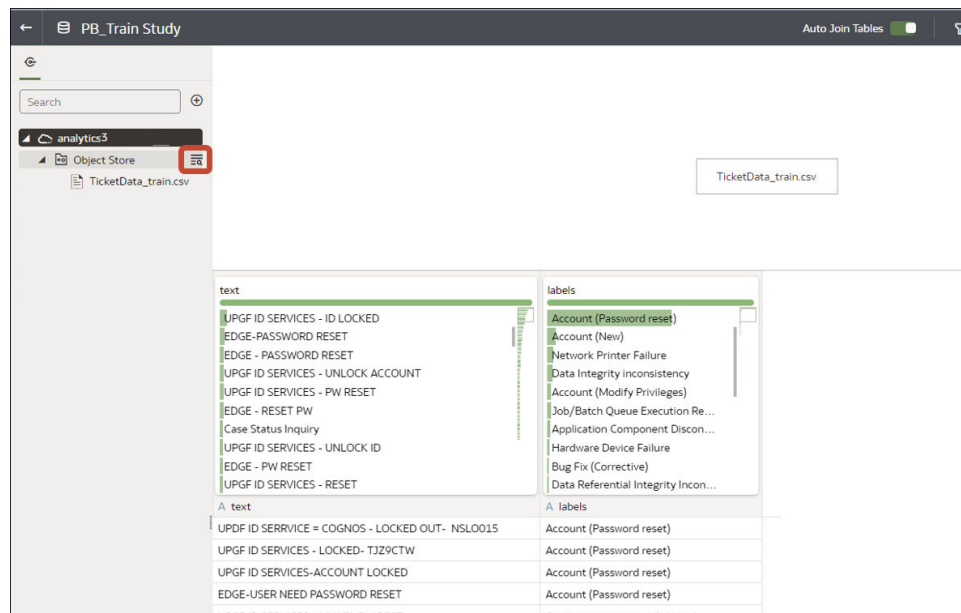 PB_Train Study
Auto Join Tables
Search
analytics3
Object Store
TicketData_train.csv
TicketData_train.csv
text
UPGF ID SERVICES - ID LOCKED
EDGE-PASSWORD RESET
EDGE - PASSWORD RESET
UPGF ID SERVICES - UNLOCK ACCOUNT
UPGF ID SERVICES - PW RESET
EDGE - RESET PW
Case Status Inquiry
UPGF ID SERVICES - UNLOCK ID
EDGE - PW RESET
UPGF ID SERVICES - RESET
labels
Account (Password reset)
Account (New)
Network Printer Failure
Data Integrity inconsistency
Account (Modify Privileges)
Job/Batch Queue Execution Re...
Application Component Discon...
Hardware Device Failure
Bug Fix (Corrective)
Data Referential Integrity Incon...
A text
A labels
UPDF ID SERRVICE = COGNOS - LOCKED OUT- NSLO015
Account (Password reset)
UPGF ID SERVICES - LOCKED- TJZ9CTW
Account (Password reset)
UPGF ID SERVICES-ACCOUNT LOCKED
Account (Password reset)
EDGE-USER NEED PASSWORD RESET
Account (Password reset)